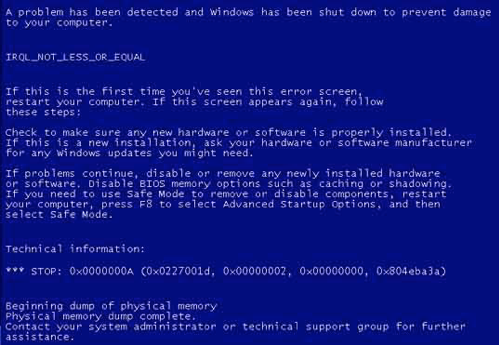 A problem has been detected and Windows has been shut down to prevent damage
to your computer.
IRQL_NOT_LESS_OR_EQUAL
If this is the first time you've seen this error screen,
restart your computer. If this screen appears again, follow
these steps:
Check to make sure any new hardware or software is properly installed.
If this is a new installation, ask your hardware or software manufacturer
for any Windows updates you might need.
If problems continue, disable or remove any newly installed hardware
or software. Disable BIOS memory options such as caching or shadowing.
If you need to use Safe Mode to remove or disable components, restart
your computer, press F8 to select Advanced Startup Options, and then
select Safe Mode.
Technical information:
*** STOP: 0x0000000A (0x0227001d, 0x00000002, 0x00000000, 0x804eba3a)
Beginning dump of physical memory
Physical memory dump complete.
Contact your system administrator or technical support group for further
assistance.